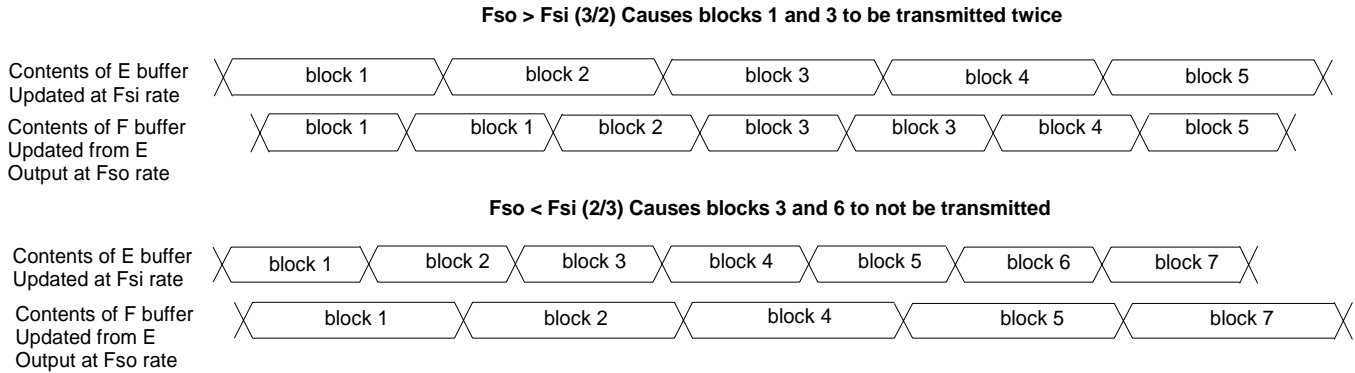 Fso > Fsi (3/2) Causes blocks 1 and 3 to be transmitted twice
Contents of E buffer
Updated at Fsi rate
block 1 block 2 block 3 block 4 block 5
Contents of F buffer
Updated from E
Output at Fso rate
block 1 block 1 block 2 block 3 block 3 block 4 block 5
Fso < Fsi (2/3) Causes blocks 3 and 6 to not be transmitted
Contents of E buffer
Updated at Fsi rate
block 1 block 2 block 3 block 4 block 5 block 6 block 7
Contents of F buffer
Updated from E
Output at Fso rate
block 1 block 2 block 4 block 5 block 7